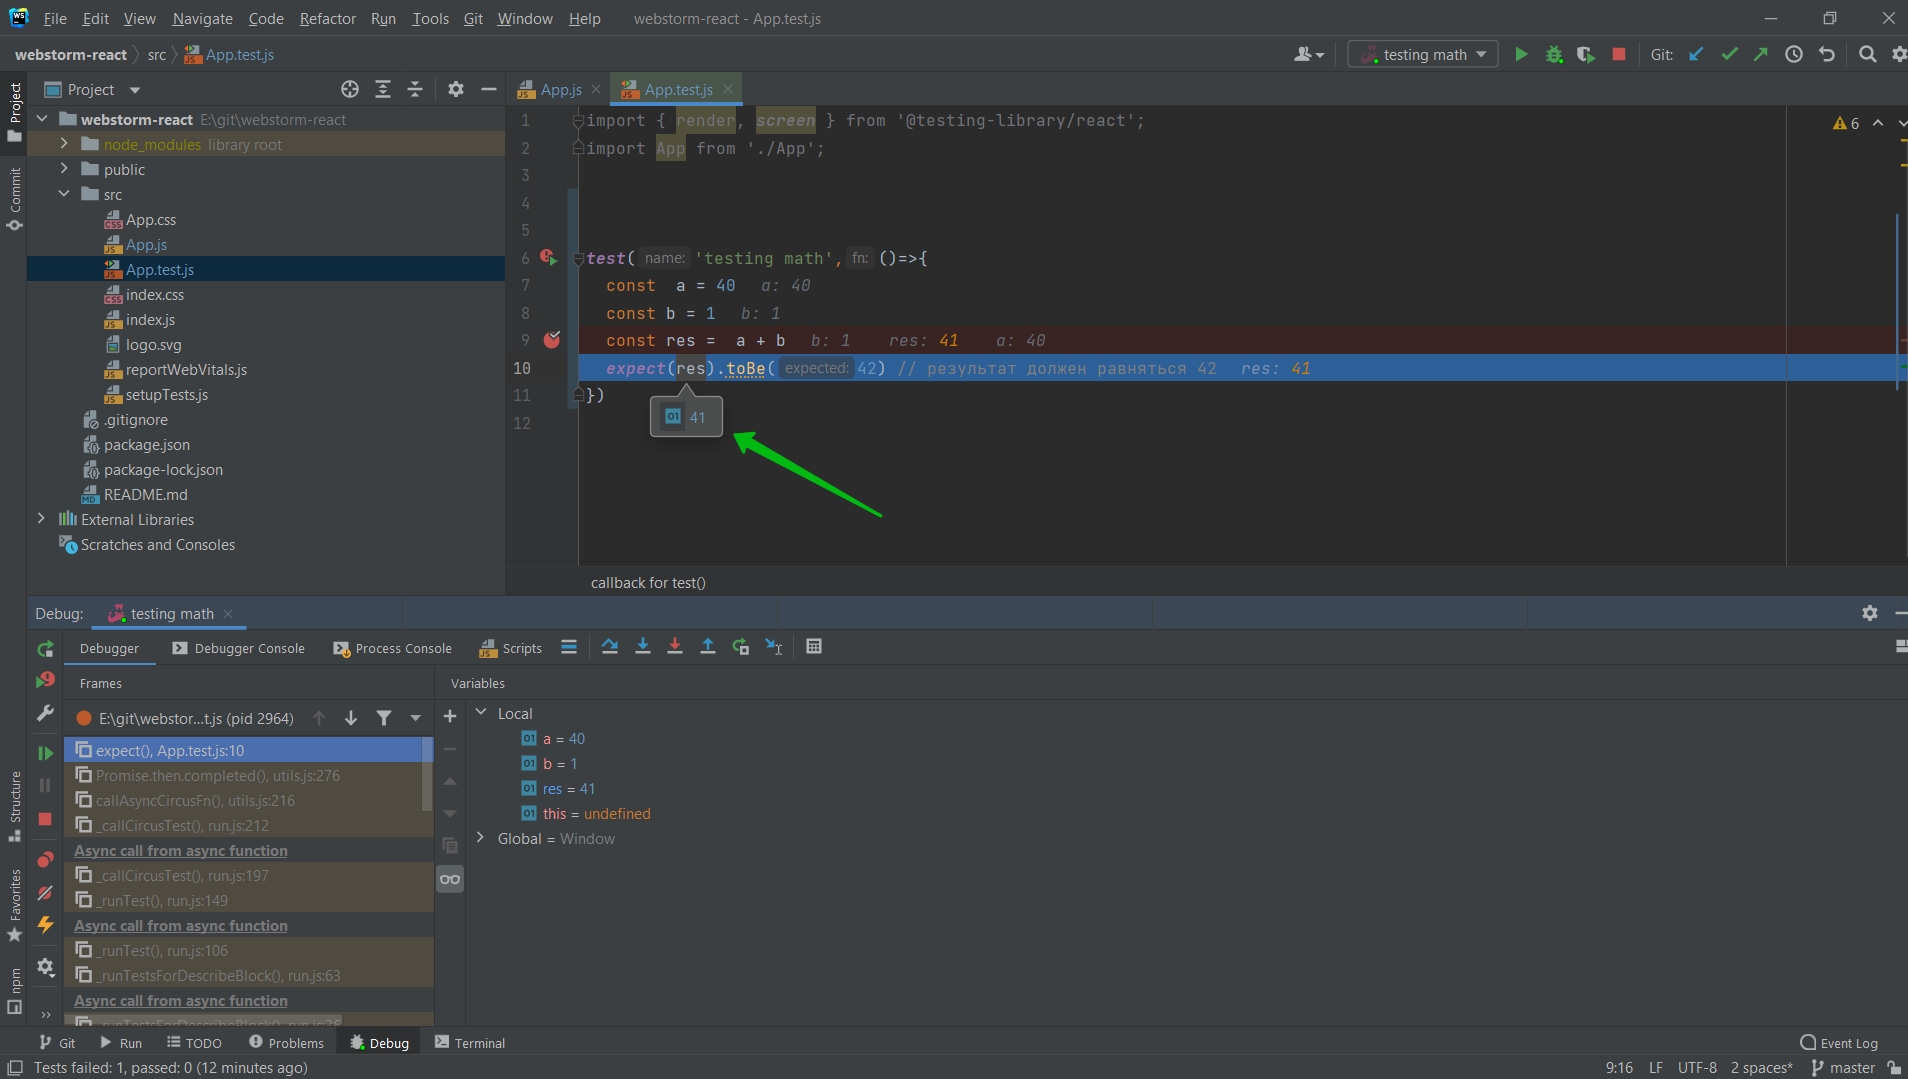 File Edit View Navigate Code Refactor Run Tools Git Window Help webstorm-react - App.test.js
webstorm-react src App.test.js testing math Git:
Project App.js App.test.js
webstorm-react E:\git\webstorm-react
node_modules library root
public
src
App.css
App.js
App.test.js
index.css
index.js
logo.svg
reportWebVitals.js
setupTests.js
.gitignore
package.json
package-lock.json
README.md
External Libraries
Scratches and Consoles
Project
Commit
Structure
Favorites
npm
1 import { render, screen } from '@testing-library/react'; 6
2 import App from './App';
3
4
5
6 test( name: 'testing math', fn: ()=>{
7 const a = 40 a: 40
8 const b = 1 b: 1
9 const res = a + b b: 1 res: 41 a: 40
10 expect(res).toBe( expected: 42) // результат должен равняться 42 res: 41
11 })
12
41
callback for test()
Debug: testing math
Debugger Debugger Console Process Console Scripts
Frames
E:\git\webstor...t.js (pid 2964)
expect(), App.test.js:10
Promise.then.completed(), utils.js:276
callAsyncCircusFn(), utils.js:216
_callCircusTest(), run.js:212
Async call from async function
_callCircusTest(), run.js:197
_runTest(), run.js:149
Async call from async function
_runTest(), run.js:106
_runTestsForDescribeBlock(), run.js:63
Async call from async function
_runTestsForDescribeBlock(), run.js:36
Variables
Local
a = 40
b = 1
res = 41
this = undefined
Global = Window
Git Run TODO Problems Debug Terminal Event Log
Tests failed: 1, passed: 0 (12 minutes ago) 9:16 LF UTF-8 2 spaces* master